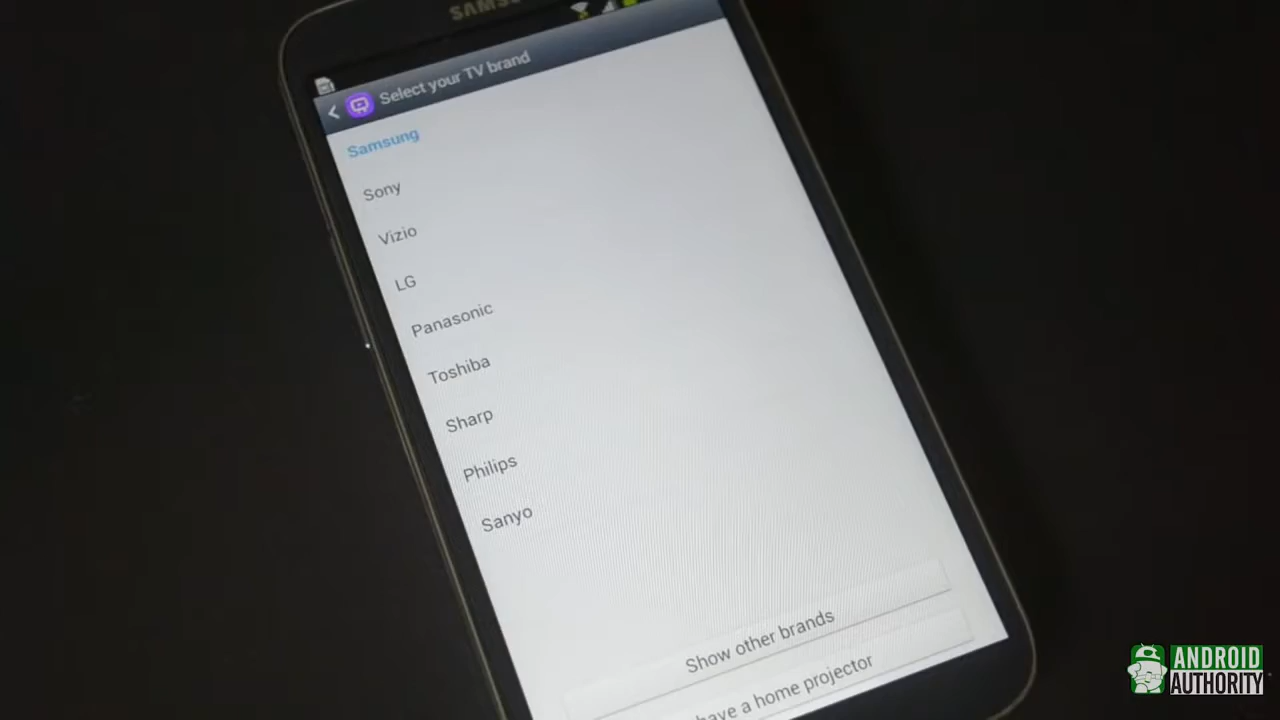 SAMSU
Select your TV brand
Samsung
Sony
Vizio
LG
Panasonic
Toshiba
Sharp
Philips
Sanyo
Show other brands
have a home projector
ANDROID
AUTHORITY